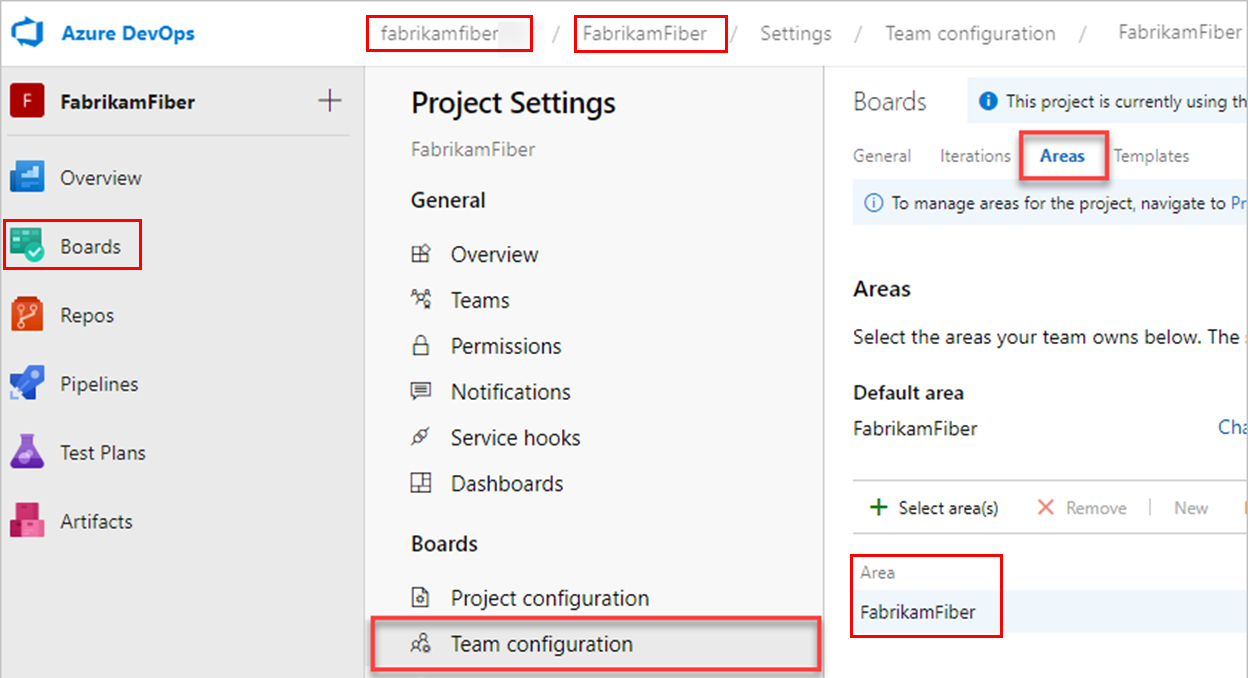 Azure DevOps
fabrikamfiber / FabrikamFiber / Settings / Team configuration / FabrikamFiber
F FabrikamFiber
Overview
Boards
Repos
Pipelines
Test Plans
Artifacts
Project Settings
FabrikamFiber
General
Overview
Teams
Permissions
Notifications
Service hooks
Dashboards
Boards
Project configuration
Team configuration
Boards
This project is currently using th
General Iterations Areas Templates
To manage areas for the project, navigate to Pr
Areas
Select the areas your team owns below. The
Default area
FabrikamFiber Cha
+ Select area(s) Remove | New
Area
FabrikamFiber